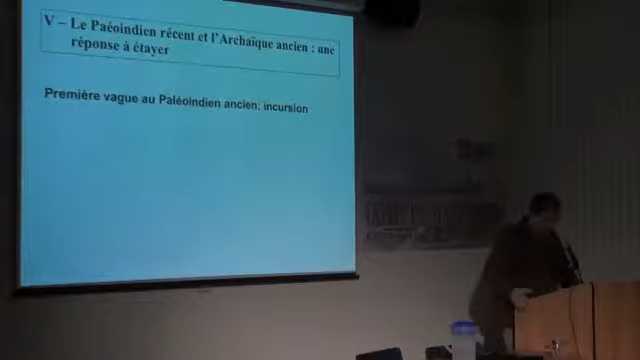 V – Le Paéoindien récent et l'Archaïque ancien : une
réponse à étayer
Première vague au Paléoindien ancien: incursion